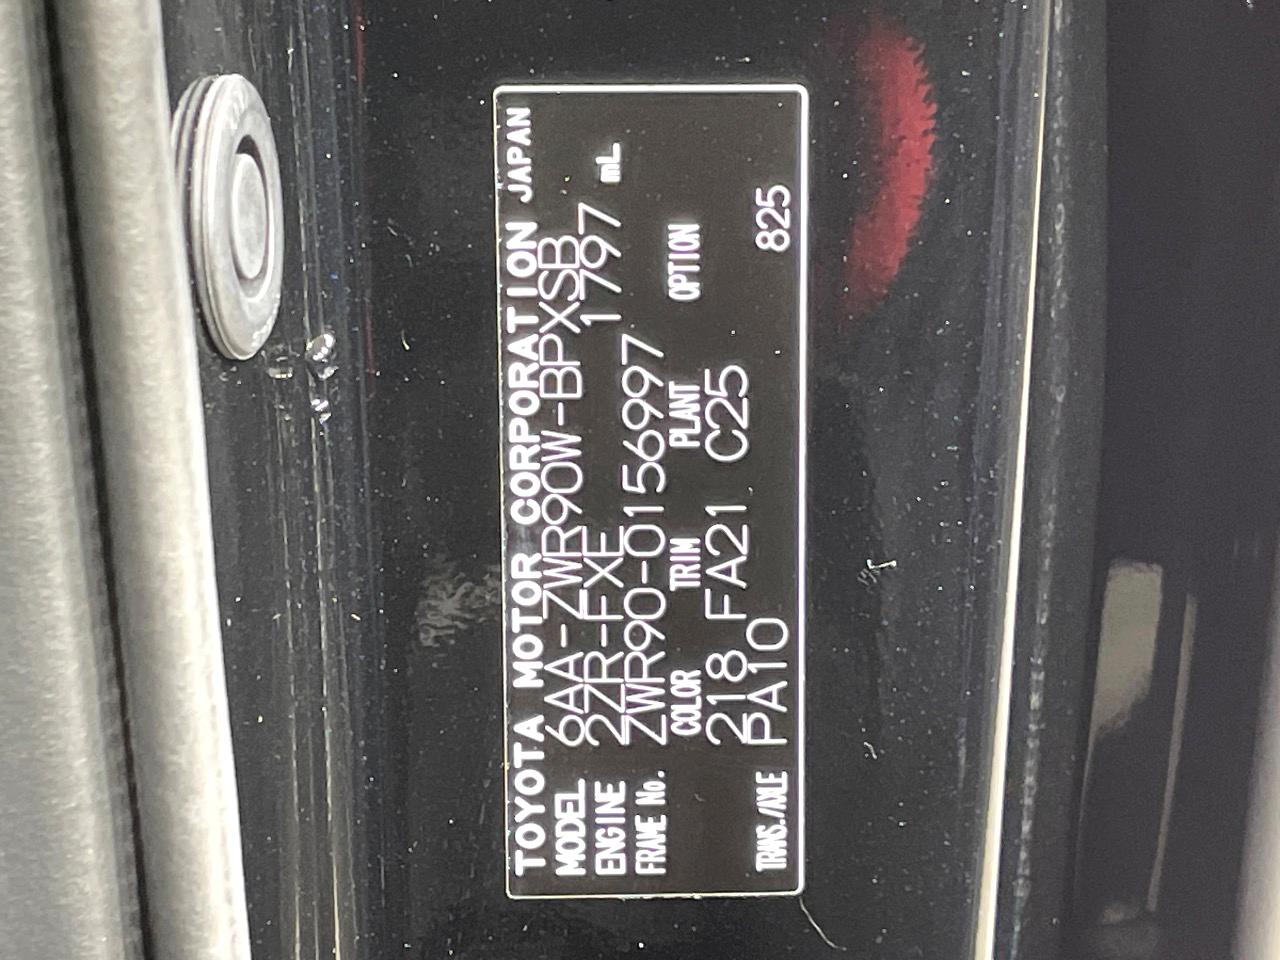 TOYOTA MOTOR CORPORATION JAPAN
MODEL 6AA-ZWR90W-BPXSB
ENGINE 2ZR-FXE 1797 mL
FRAME No. ZWR90-0156997
COLOR TRIM PLANT OPTION
218 FA21 C25
TRANS./AXLE PA10 825